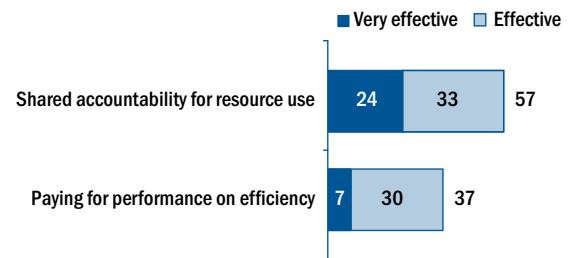 Very effective Effective
Shared accountability for resource use 24 33 57
Paying for performance on efficiency 7 30 37